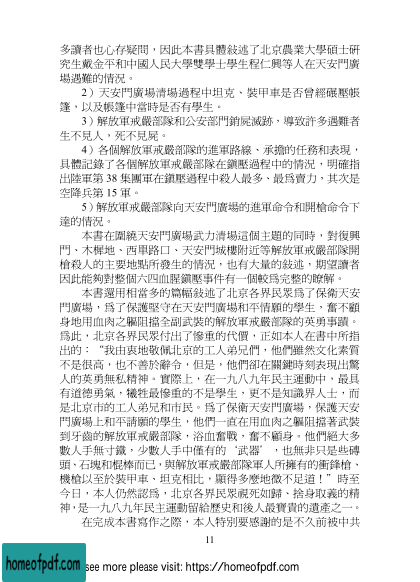 多讀者也心存疑問，因此本書具體敍述了北京農業大學碩士研
究生戴金平和中國人民大學雙學士學生程仁興等人在天安門廣
場遇難的情況。
2）天安門廣場清場過程中坦克、裝甲車是否曾經碾壓帳
篷，以及帳篷中當時是否有學生。
3）解放軍戒嚴部隊和公安部門銷屍滅跡，導致許多遇難者
生不見人，死不見屍。
4）各個解放軍戒嚴部隊的進軍路線、承擔的任務和表現，
具體記錄了各個解放軍戒嚴部隊在鎮壓過程中的情況，明確指
出陸軍第 38 集團軍在鎮壓過程中殺人最多、最爲賣力，其次是
空降兵第 15 軍。
5）解放軍戒嚴部隊向天安門廣場的進軍命令和開槍命令下
達的情況。
本書在圍繞天安門廣場武力清場這個主題的同時，對復興
門、木樨地、西單路口、天安門城樓附近等解放軍戒嚴部隊開
槍殺人的主要地點所發生的情況，也有大量的敍述，期望讀者
因此能夠對整個六四血腥鎮壓事件有一個較爲完整的瞭解。
本書還用相當多的篇幅敍述了北京各界民眾爲了保衛天安
門廣場，爲了保護堅守在天安門廣場和平情願的學生，奮不顧
身地用血肉之軀阻擋全副武裝的解放軍戒嚴部隊的英勇事蹟。
爲此，北京各界民眾付出了慘重的代價，正如本人在書中所指
出的：“我由衷地敬佩北京的工人弟兄們，他們雖然文化素質
不是很高，也不善於辭令，但是，他們卻在關鍵時刻表現出驚
人的英勇無私精神。實際上，在一九八九年民主運動中，最具
有道德勇氣，犧牲最慘重的不是學生，更不是知識界人士，而
是北京市的工人弟兄和市民。爲了保衛天安門廣場，保護天安
門廣場上和平請願的學生，他們一直在用血肉之軀阻擋著武裝
到牙齒的解放軍戒嚴部隊，浴血奮戰，奮不顧身。他們絕大多
數人手無寸鐵，少數人手中僅有的‘武器’，也無非只是些磚
頭、石塊和棍棒而已，與解放軍戒嚴部隊軍人所擁有的衝鋒槍、
機槍以至於裝甲車、坦克相比，顯得多麼地微不足道！”時至
今日，本人仍然認爲，北京各界民眾視死如歸、捨身取義的精
神，是一九八九年民主運動留給歷史和後人最寶貴的遺產之一。
在完成本書寫作之際，本人特別要感謝的是不久前被中共
11
homeofpdf.com
see more please visit: https://homeofpdf.com